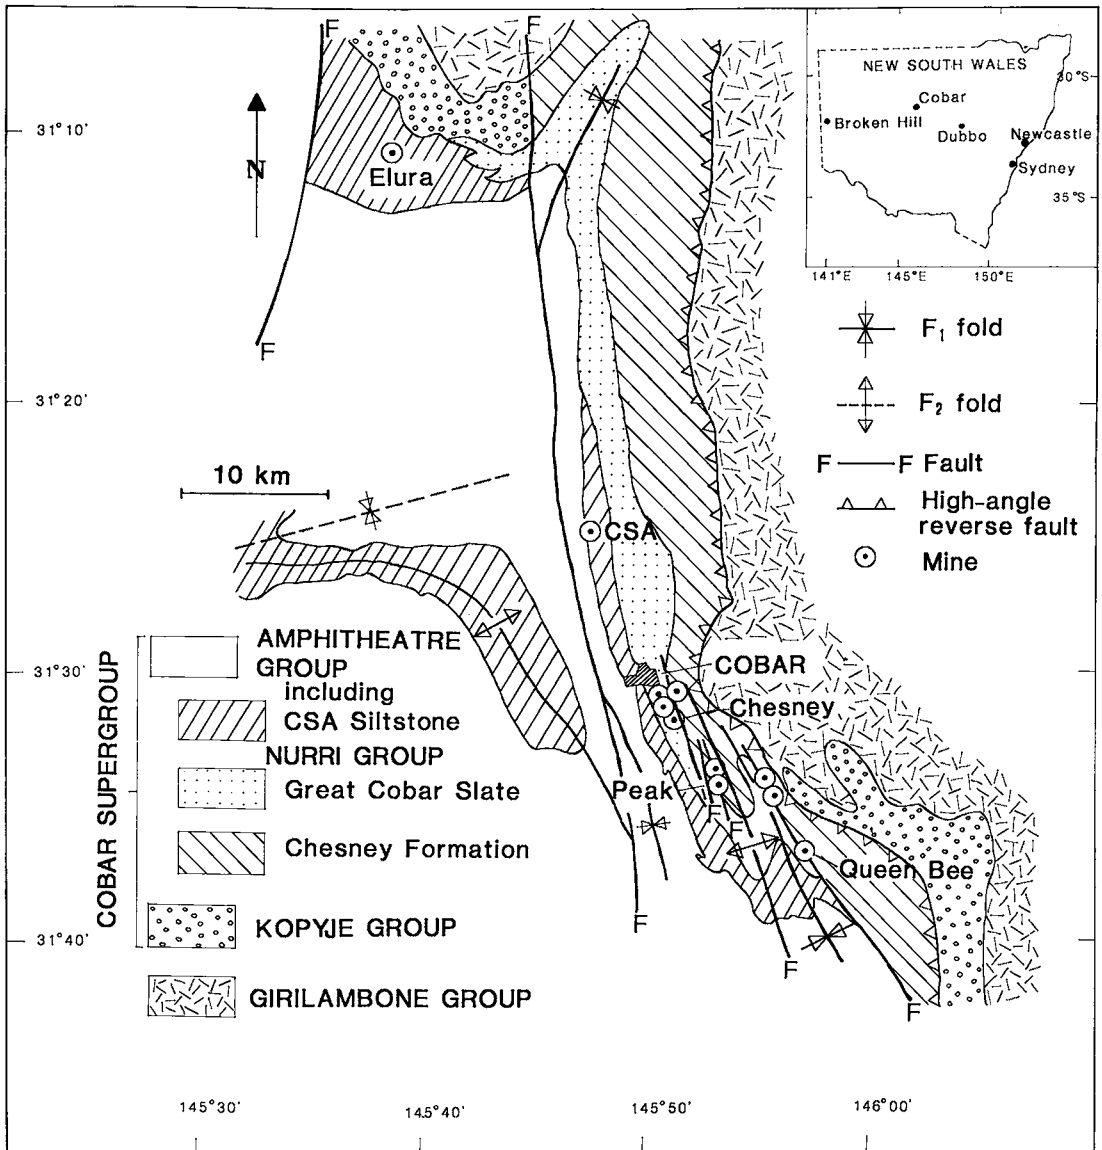 F
F
NEW SOUTH WALES
30°S
Cobar
Broken Hill
Dubbo
Newcastle
Sydney
35°S
141°E
145°E
150°E
31°10'
N
Elura
F
F₁ fold
31°20'
F₂ fold
F F Fault
10 km
High-angle
reverse fault
CSA
Mine
COBAR SUPERGROUP
AMPHITHEATRE
GROUP
including
CSA Siltstone
NURRI GROUP
Great Cobar Slate
Chesney Formation
KOPYJE GROUP
GIRILAMBONE GROUP
31°30'
COBAR
Chesney
Peak
F
F
Queen Bee
31°40'
F
F
F
145°30'
145°40'
145°50'
146°00'